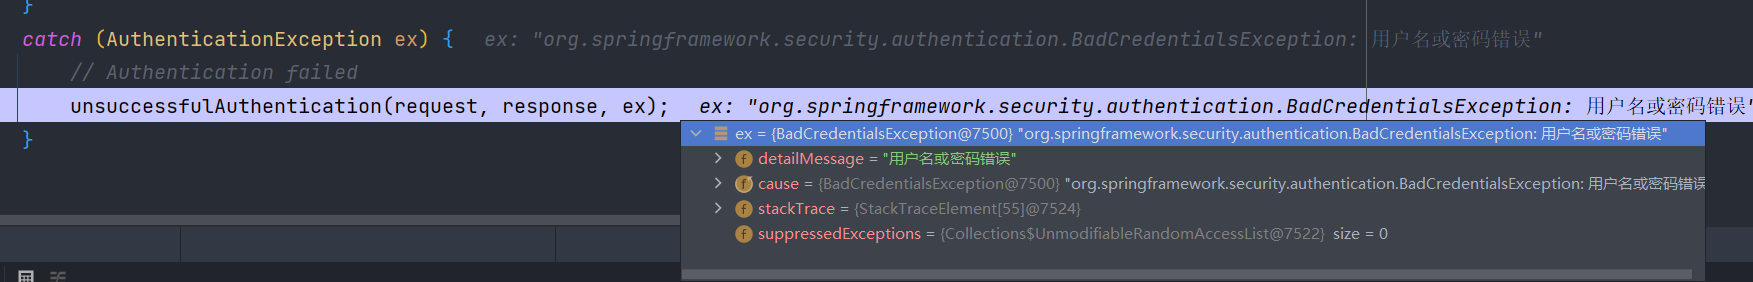 }
catch (AuthenticationException ex) { ex: "org.springframework.security.authentication.BadCredentialsException: 用户名或密码错误"
// Authentication failed
unsuccessfulAuthentication(request, response, ex); ex: "org.springframework.security.authentication.BadCredentialsException: 用户名或密码错误"
}
ex = {BadCredentialsException@7500} "org.springframework.security.authentication.BadCredentialsException: 用户名或密码错误"
f detailMessage = "用户名或密码错误"
f cause = {BadCredentialsException@7500} "org.springframework.security.authentication.BadCredentialsException: 用户名或密码错误
f stackTrace = {StackTraceElement[55]@7524}
f suppressedExceptions = {Collections$UnmodifiableRandomAccessList@7522} size = 0